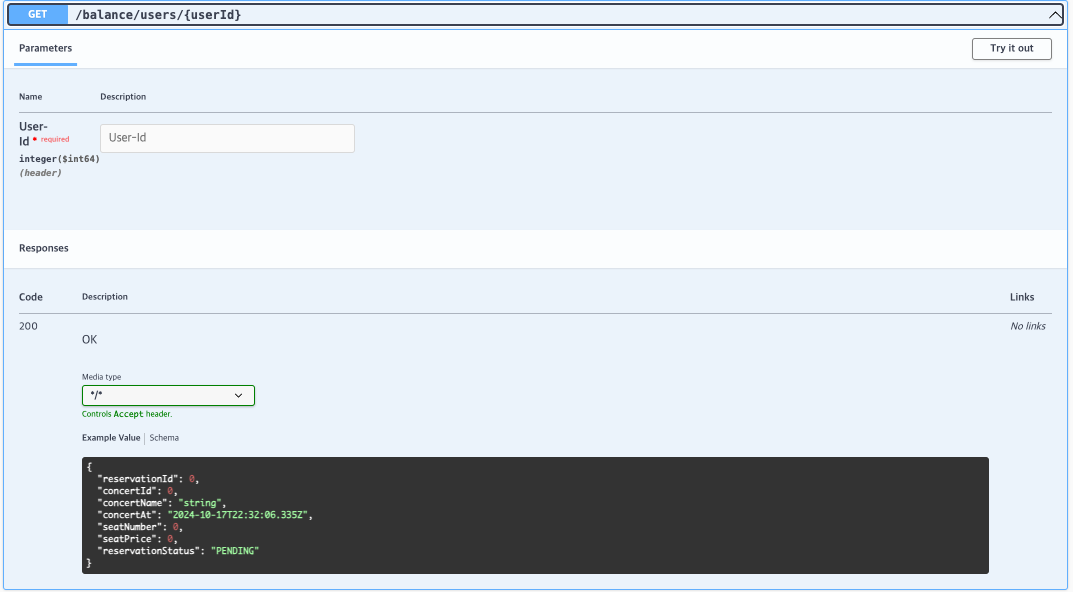 GET /balance/users/{userId}
Parameters
Try it out
Name Description
User-
Id * required
User-Id
integer($int64)
(header)
Responses
Code Description Links
200 No links
OK
Media type
*/*
Controls Accept header.
Example Value Schema
{
"reservationId": 0,
"concertId": 0,
"concertName": "string",
"concertAt": "2024-10-17T22:32:06.335Z",
"seatNumber": 0,
"seatPrice": 0,
"reservationStatus": "PENDING"
}